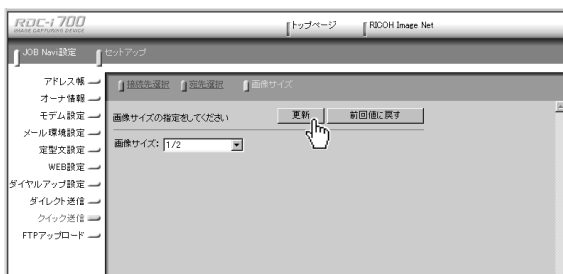 RDC-i 700
IMAGE CAPTURING DEVICE
トップページ
RICOH Image Net
JOB Navi設定
セットアップ
アドレス帳
オーナ情報
モデム設定
メール環境設定
定型文設定
WEB設定
ダイヤルアップ設定
ダイレクト送信
クイック送信
FTPアップロード
接続先選択
宛先選択
画像サイズ
画像サイズの指定をしてください
更新
前回値に戻す
画像サイズ: 1/2